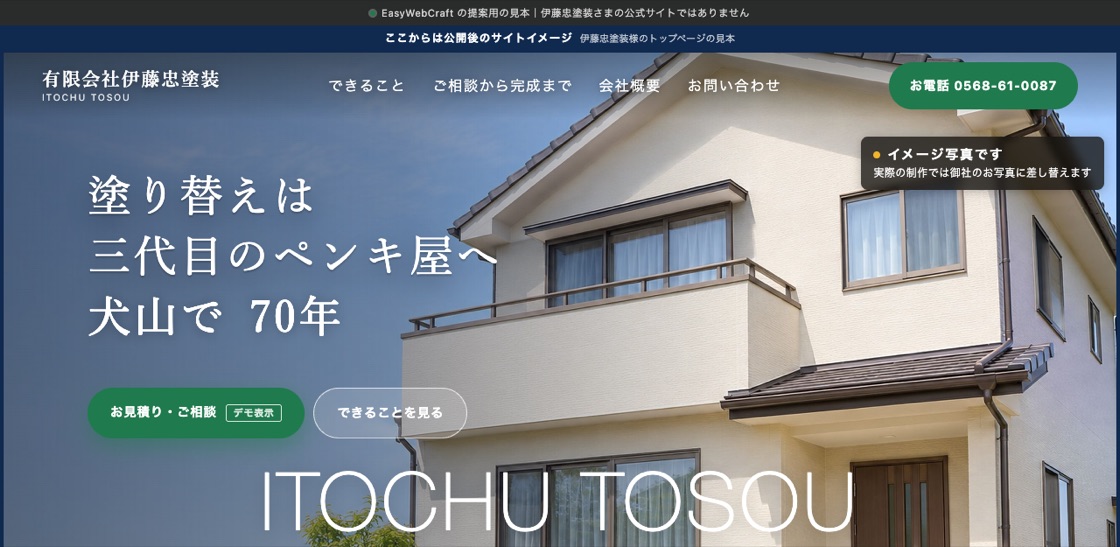 EasyWebCraft の提案用の見本｜伊藤忠塗装さまの公式サイトではありません
ここからは公開後のサイトイメージ 伊藤忠塗装様のトップページの見本
有限会社伊藤忠塗装
ITOCHU TOSOU
できること ご相談から完成まで 会社概要 お問い合わせ
お電話 0568-61-0087
イメージ写真です
実際の制作では御社のお写真に差し替えます
塗り替えは
三代目のペンキ屋へ
犬山で 70年
お見積り・ご相談 デモ表示
できることを見る
ITOCHU TOSOU